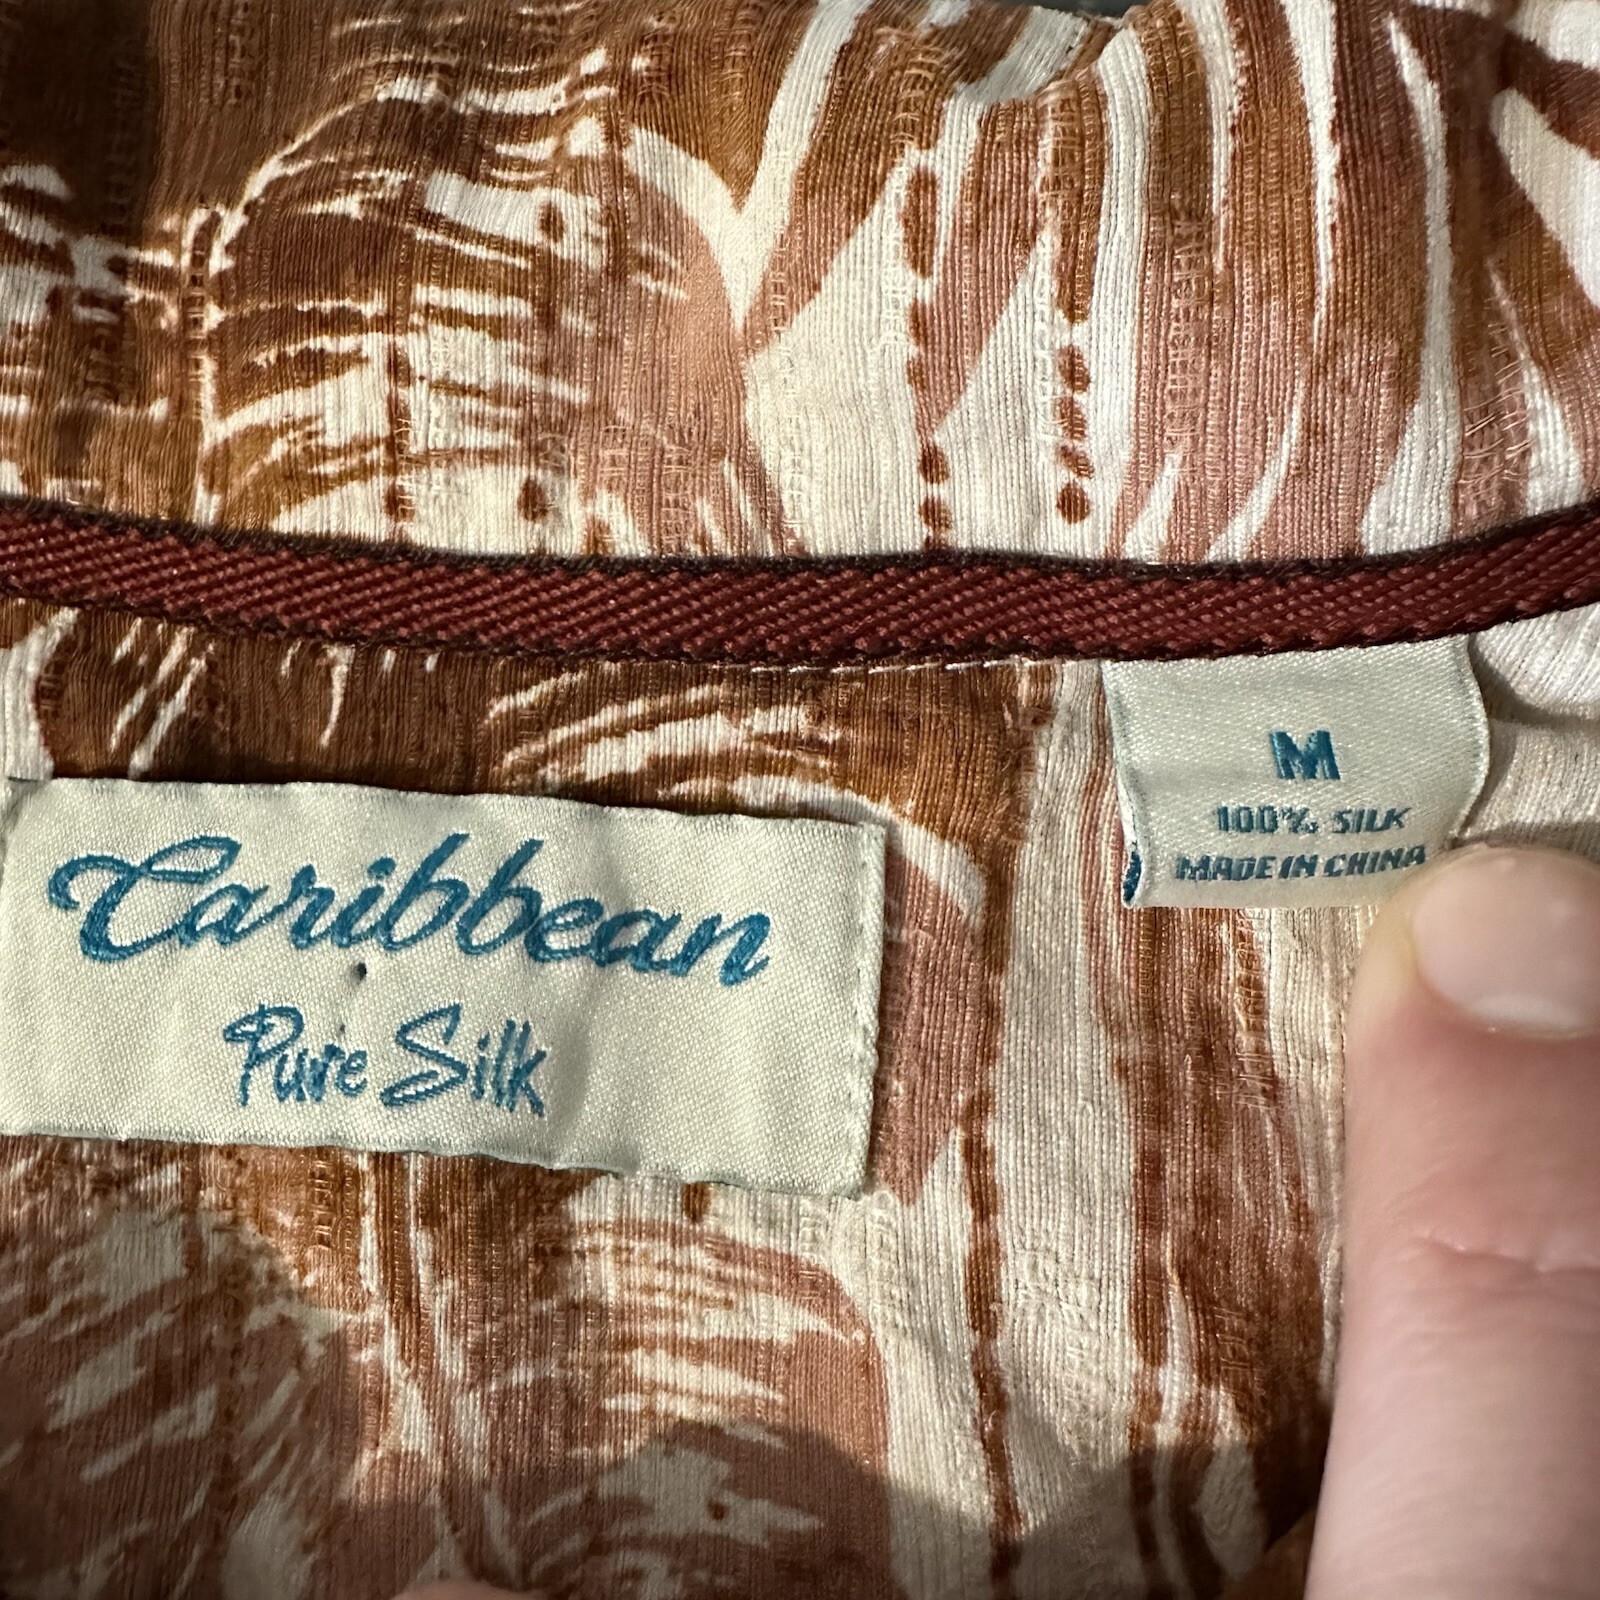 Caribbean
Pure Silk
M
100% SILK
MADE IN CHINA